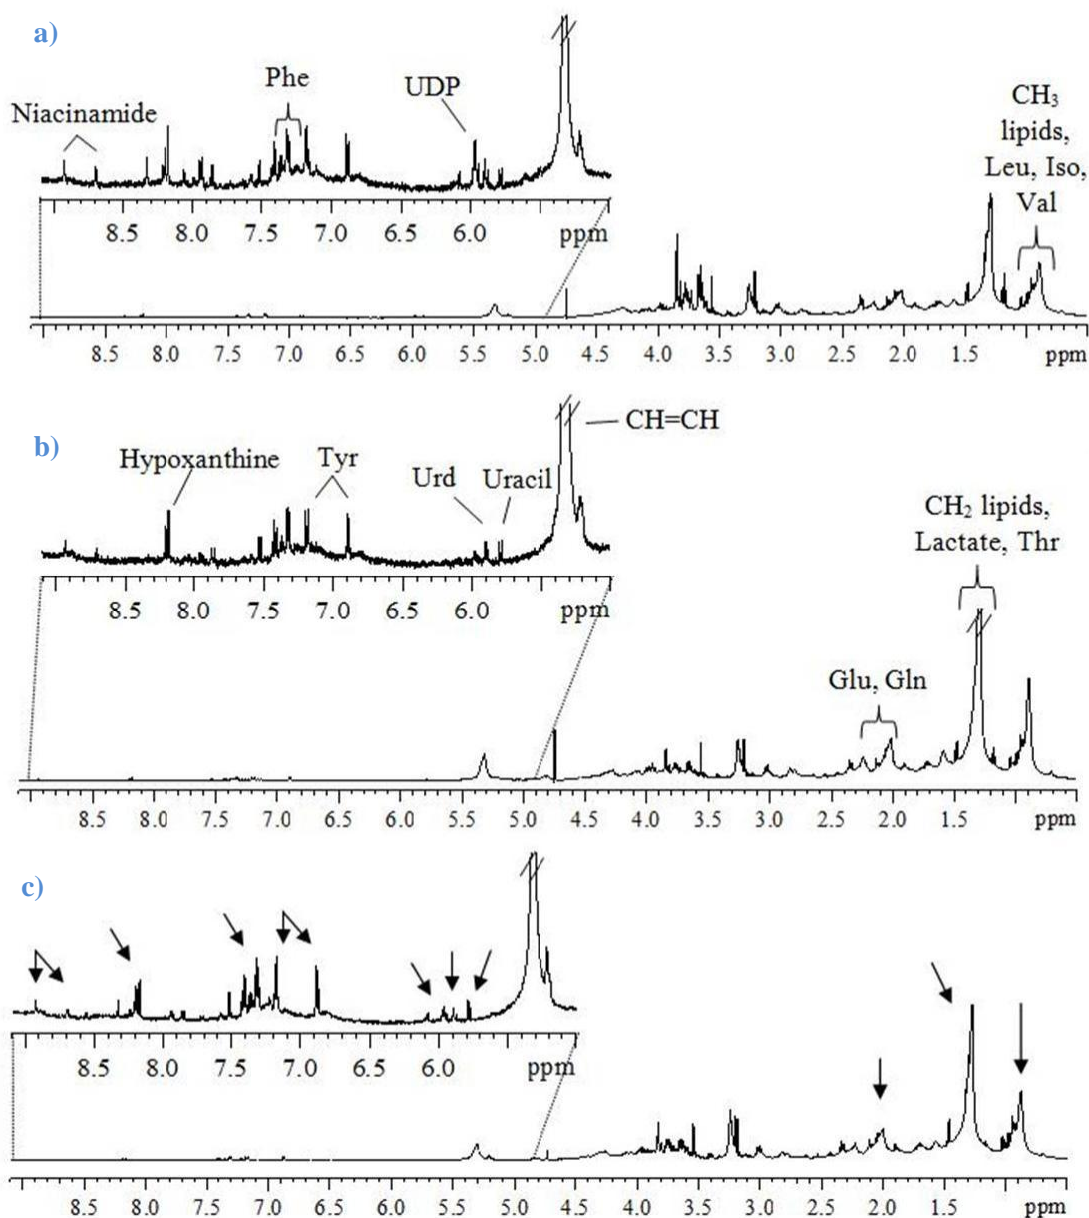 a)
Niacinamide
Phe
UDP
CH₃
lipids,
Leu, Iso,
Val
8.5 8.0 7.5 7.0 6.5 6.0 ppm
8.5 8.0 7.5 7.0 6.5 6.0 5.5 5.0 4.5 4.0 3.5 3.0 2.5 2.0 1.5 ppm
b)
Hypoxanthine
Tyr
Urd
Uracil
CH=CH
CH₂ lipids,
Lactate, Thr
Glu, Gln
8.5 8.0 7.5 7.0 6.5 6.0 ppm
8.5 8.0 7.5 7.0 6.5 6.0 5.5 5.0 4.5 4.0 3.5 3.0 2.5 2.0 1.5 ppm
c)
8.5 8.0 7.5 7.0 6.5 6.0 ppm
8.5 8.0 7.5 7.0 6.5 6.0 5.5 5.0 4.5 4.0 3.5 3.0 2.5 2.0 1.5 ppm